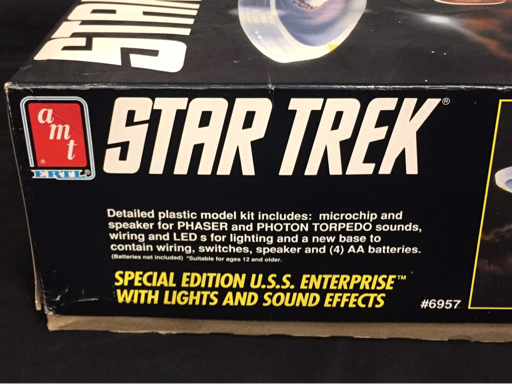 STAR
amt
®
ERTL
STAR TREK®
Detailed plastic model kit includes: microchip and
speaker for PHASER and PHOTON TORPEDO sounds,
wiring and LED s for lighting and a new base to
contain wiring, switches, speaker and (4) AA batteries.
(Batteries not included) *Suitable for ages 12 and older.
SPECIAL EDITION U.S.S. ENTERPRISE™
WITH LIGHTS AND SOUND EFFECTS
#6957